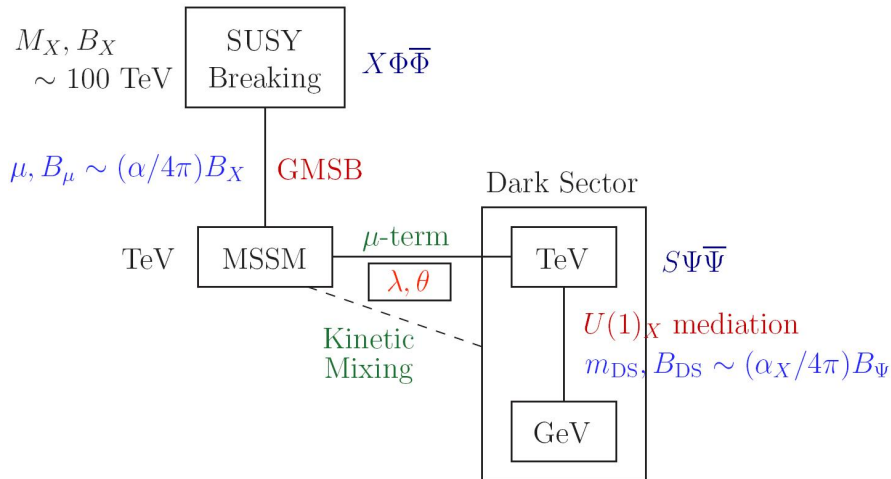 M_X, B_X
∼ 100 TeV
SUSY
Breaking
XΦΦ̅
μ, B_μ ∼ (α/4π)B_X
GMSB
Dark Sector
TeV
MSSM
μ-term
λ, θ
TeV
SΨΨ̅
Kinetic
Mixing
U(1)_X mediation
m_DS, B_DS ∼ (α_X/4π)B_Ψ
GeV